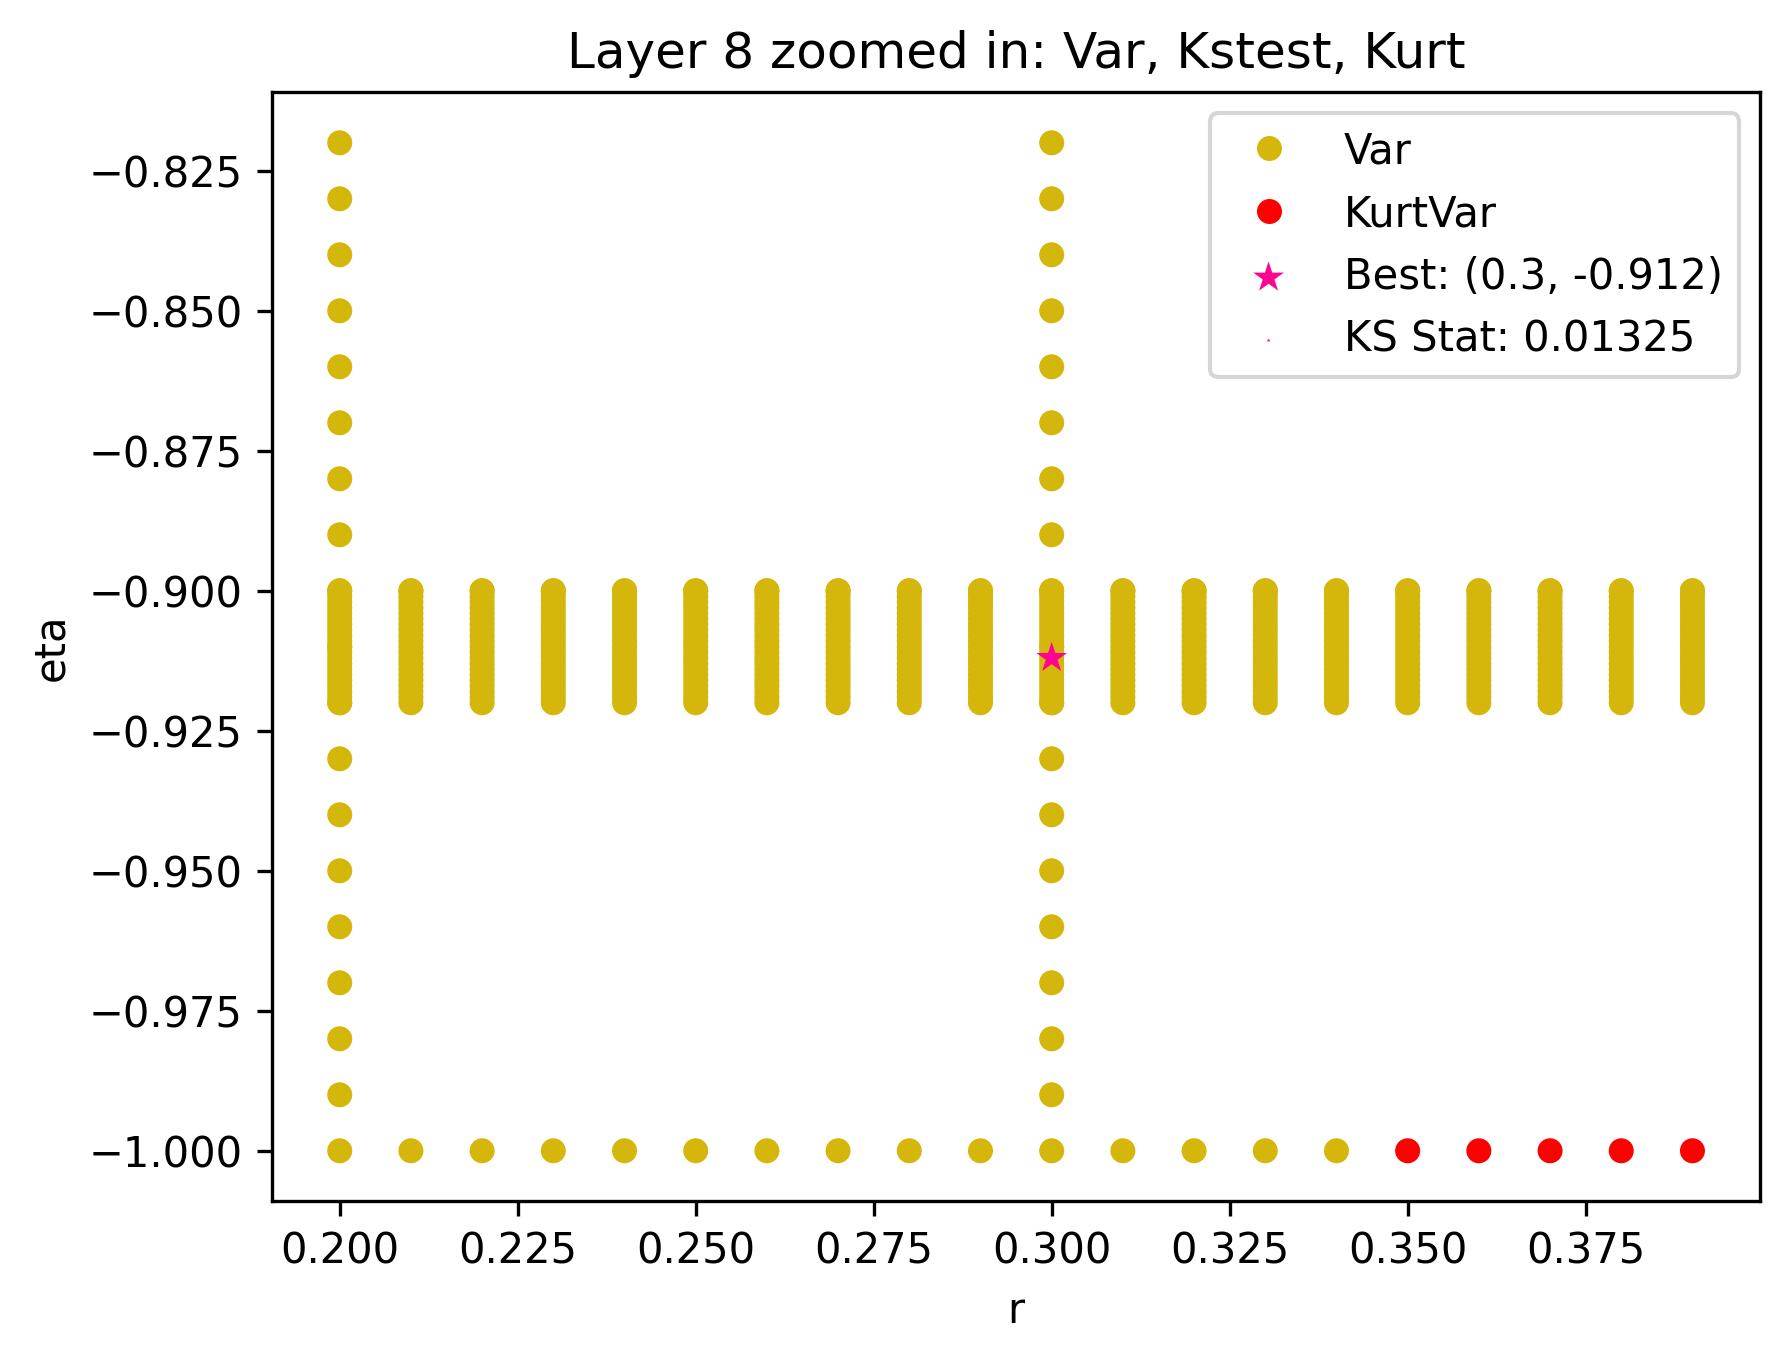 Layer 8 zoomed in: Var, Kstest, Kurt
Var
KurtVar
Best: (0.3, -0.912)
KS Stat: 0.01325
eta
−0.825
−0.850
−0.875
−0.900
−0.925
−0.950
−0.975
−1.000
0.200 0.225 0.250 0.275 0.300 0.325 0.350 0.375
r